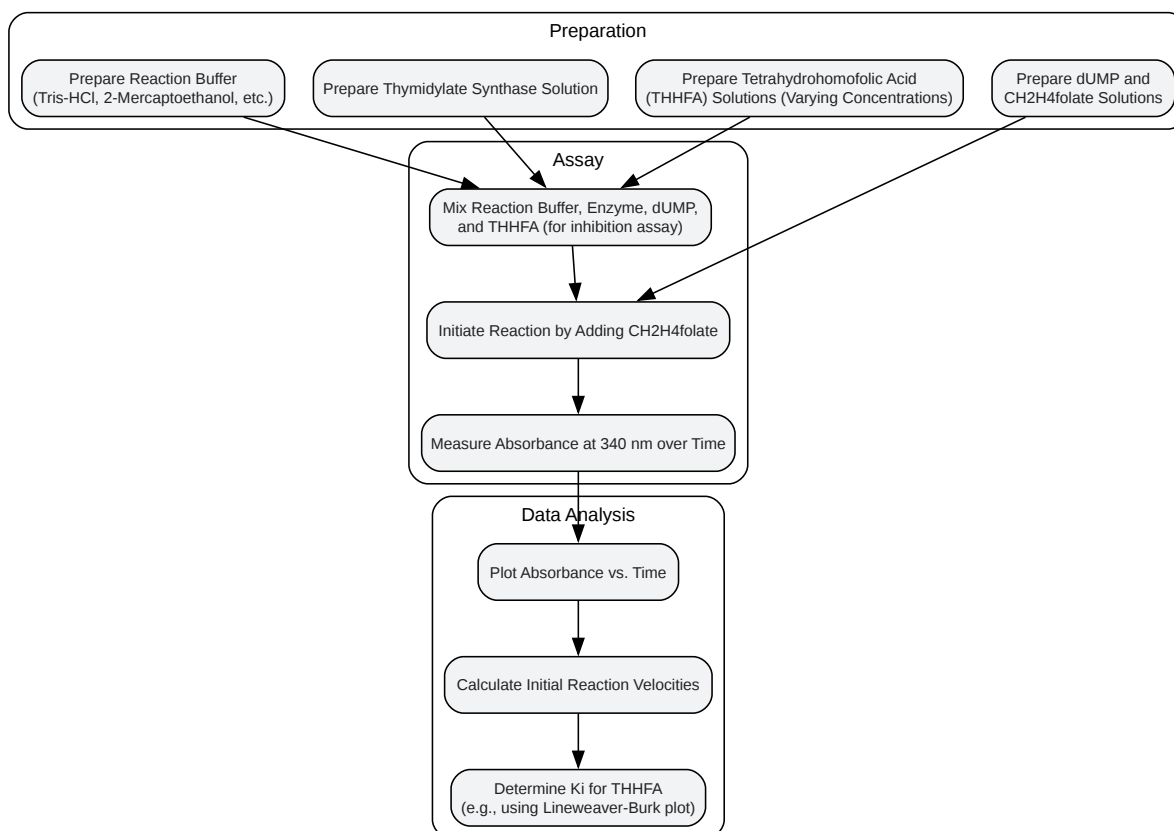 Preparation
Prepare Reaction Buffer
(Tris-HCl, 2-Mercaptoethanol, etc.)
Prepare Thymidylate Synthase Solution
Prepare Tetrahydrohomofolic Acid
(THHFA) Solutions (Varying Concentrations)
Prepare dUMP and
CH2H4folate Solutions
Assay
Mix Reaction Buffer, Enzyme, dUMP,
and THHFA (for inhibition assay)
Initiate Reaction by Adding CH2H4folate
Measure Absorbance at 340 nm over Time
Data Analysis
Plot Absorbance vs. Time
Calculate Initial Reaction Velocities
Determine Ki for THHFA
(e.g., using Lineweaver-Burk plot)